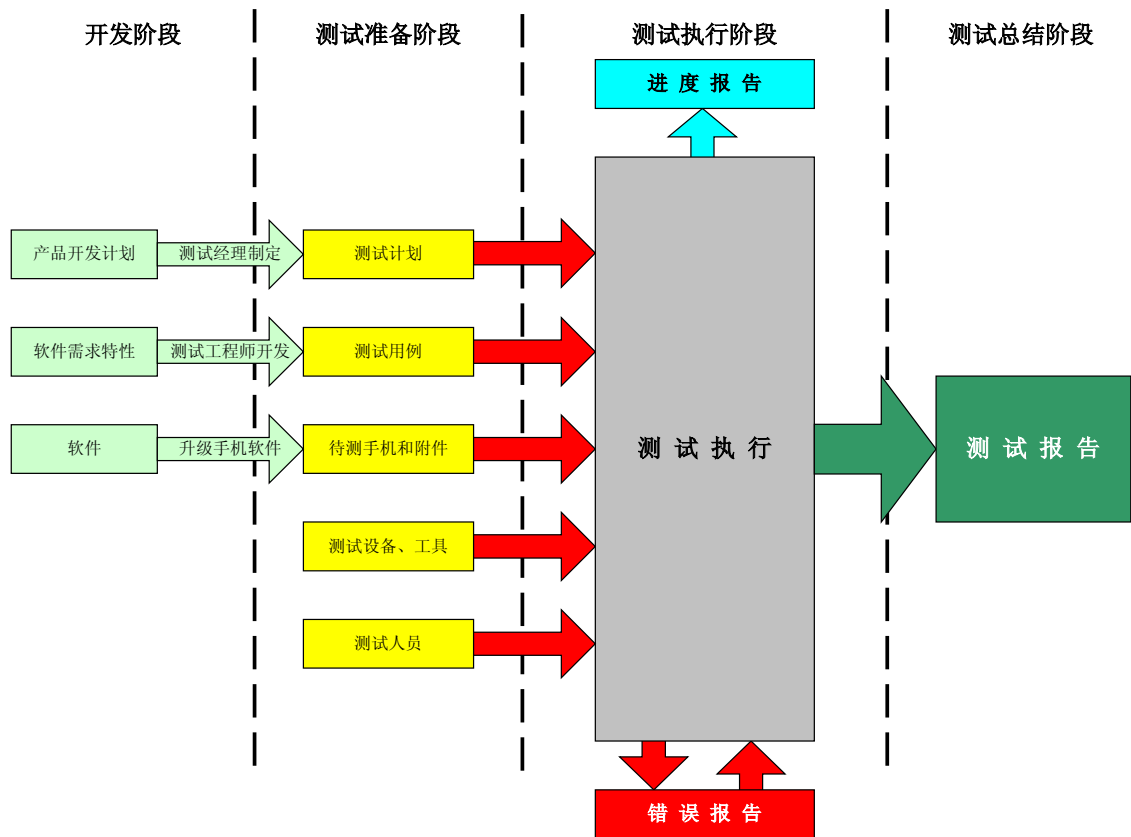 开发阶段
测试准备阶段
测试执行阶段
测试总结阶段
进度报告
产品开发计划
测试经理制定
测试计划
软件需求特性
测试工程师开发
测试用例
软件
升级手机软件
待测手机和附件
测试执行
测试报告
测试设备、工具
测试人员
错误报告